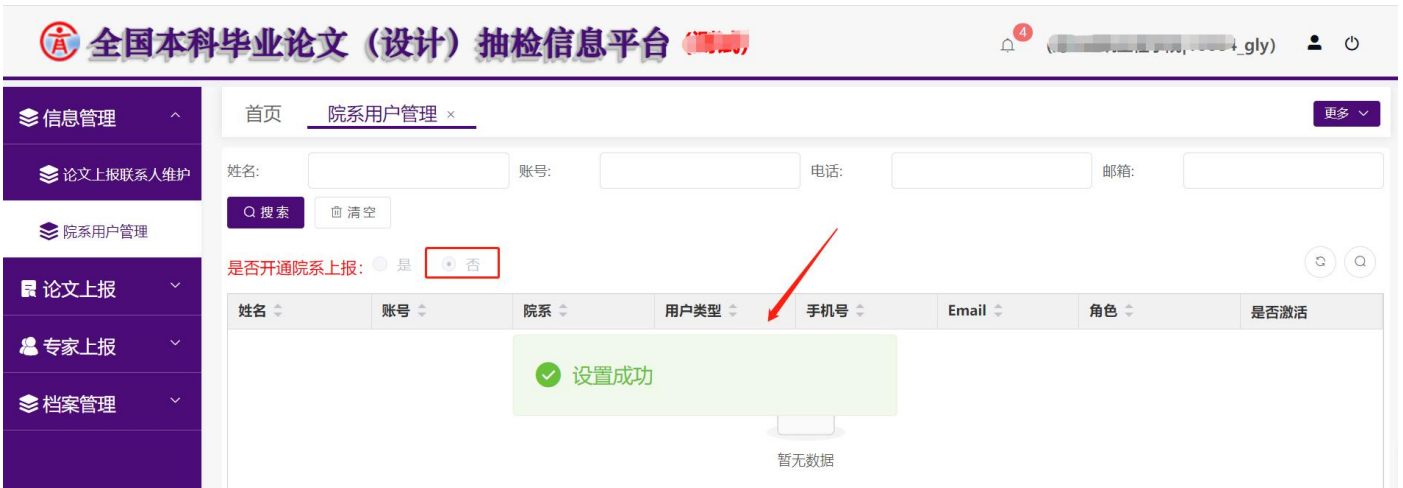 全国本科毕业论文（设计）抽检信息平台
4
_gly)
信息管理
首页 院系用户管理 ×
更多
论文上报联系人维护
姓名: 账号: 电话: 邮箱:
搜索 清空
院系用户管理
是否开通院系上报: 是 否
论文上报
姓名 账号 院系 用户类型 手机号 Email 角色 是否激活
专家上报
设置成功
档案管理
暂无数据